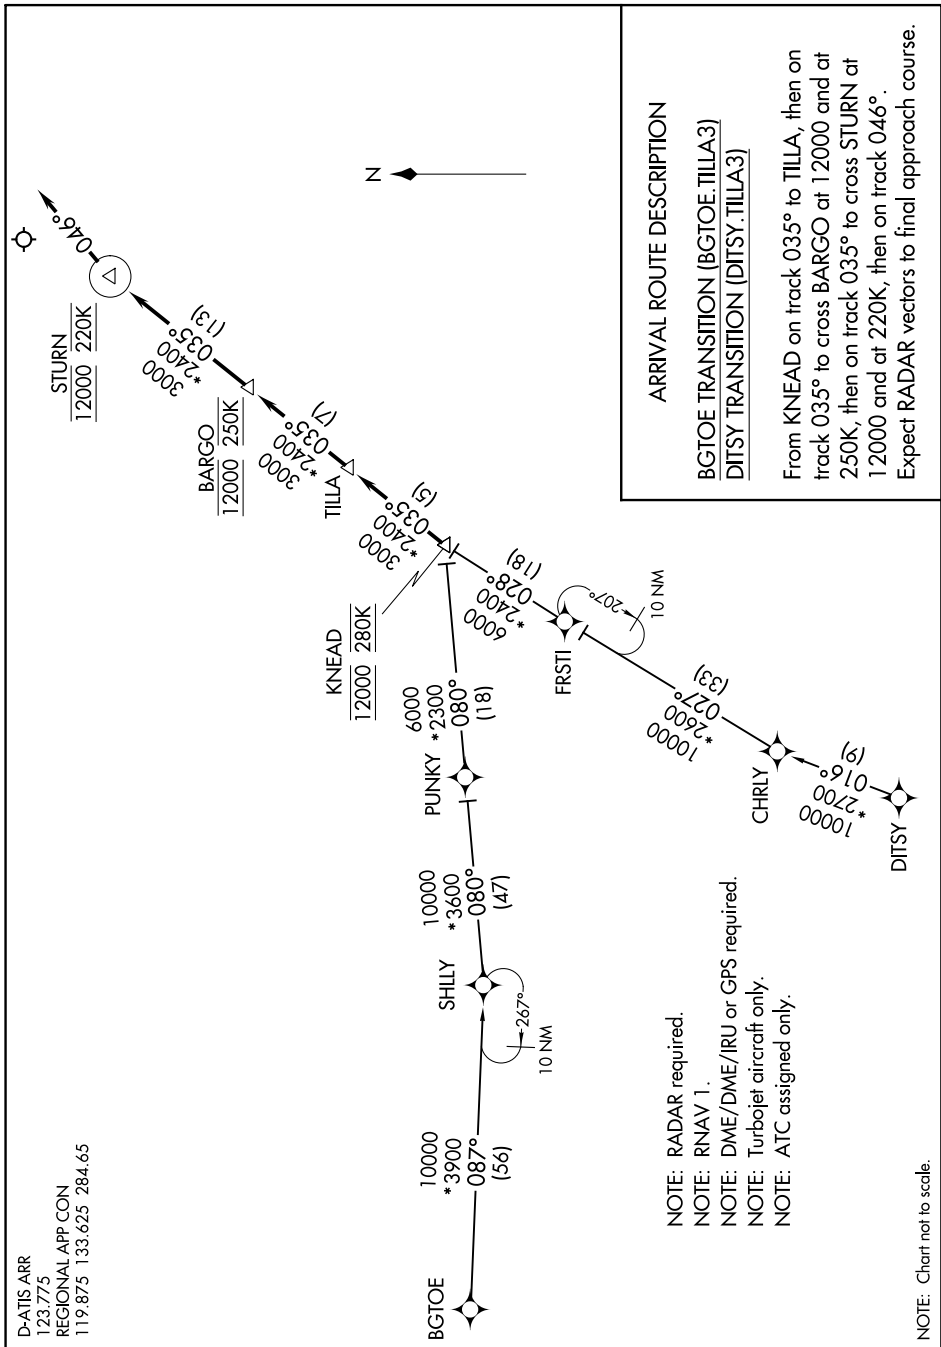 D-ATIS ARR
123.775
REGIONAL APP CON
119.875 133.625 284.65
STURN
12000 220K
046°
3000
*2400
035°
(13)
BARGO
12000 250K
3000
*2400
035°
(7)
TILLA
3000
*2400
035°
(5)
KNEAD
12000 280K
N
6000
*2300
080°
(18)
PUNKY
10000
*3600
080°
(47)
SHLLY
267°
10 NM
10000
*3900
087°
(56)
BGTOE
6000
*2400
028°
(18)
FRSTI
207°
10 NM
10000
*2600
027°
(33)
CHRLY
10000
*2700
016°
(9)
DITSY
NOTE: RADAR required.
NOTE: RNAV 1.
NOTE: DME/DME/IRU or GPS required.
NOTE: Turbojet aircraft only.
NOTE: ATC assigned only.
ARRIVAL ROUTE DESCRIPTION
BGTOE TRANSITION (BGTOE.TILLA3)
DITSY TRANSITION (DITSY.TILLA3)
From KNEAD on track 035° to TILLA, then on
track 035° to cross BARGO at 12000 and at
250K, then on track 035° to cross STURN at
12000 and at 220K, then on track 046°.
Expect RADAR vectors to final approach course.
NOTE: Chart not to scale.